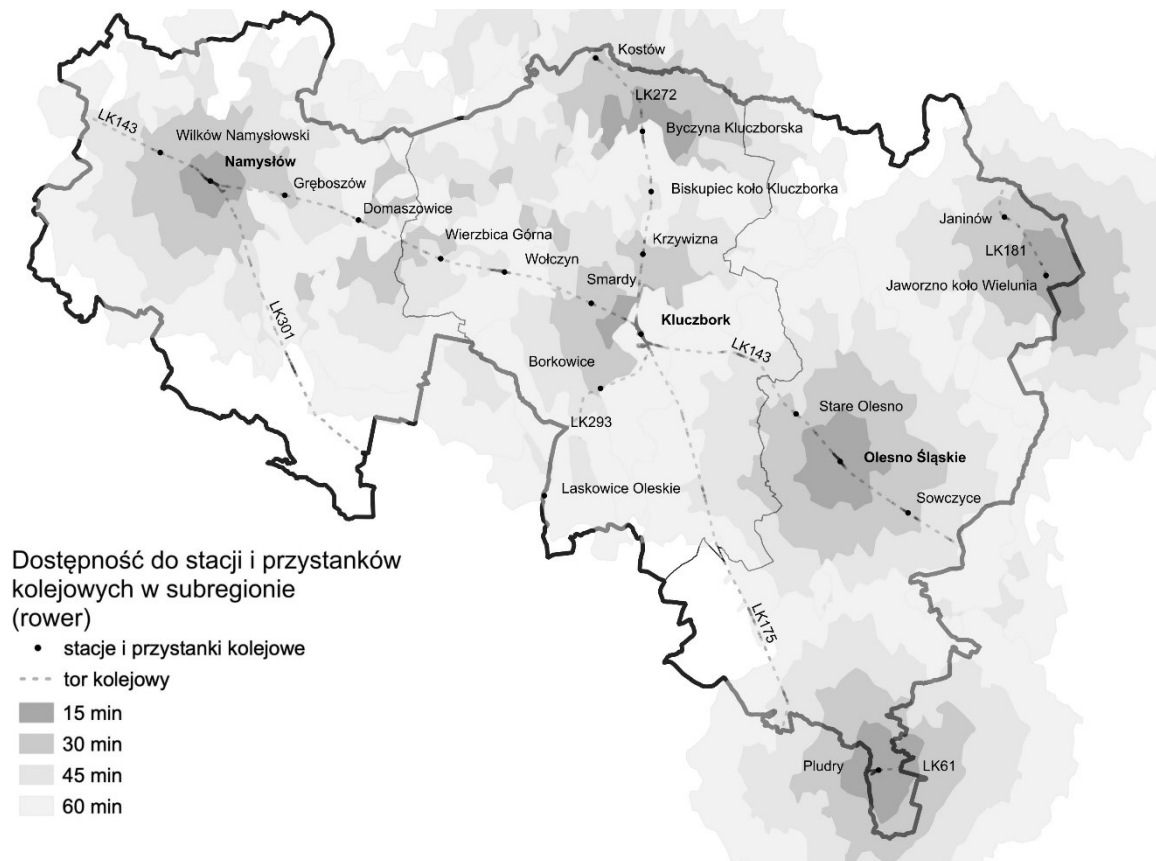 Kostów
LK272
LK143
Wilków Namysłowski
Byczyna Kluczborska
Namysłów
Gręboszów
Biskupiec koło Kluczborka
Domaszowice
Janinów
Wierzbica Górna
Krzywizna
LK181
Wołczyn
Smardy
Jaworzno koło Wielunia
LK301
Kluczbork
LK143
Borkowice
Stare Olesno
LK293
Olesno Śląskie
Laskowice Oleskie
Sowczyce
LK175
Pludry
LK61
Dostępność do stacji i przystanków
kolejowych w subregionie
(rower)
stacje i przystanki kolejowe
tor kolejowy
15 min
30 min
45 min
60 min